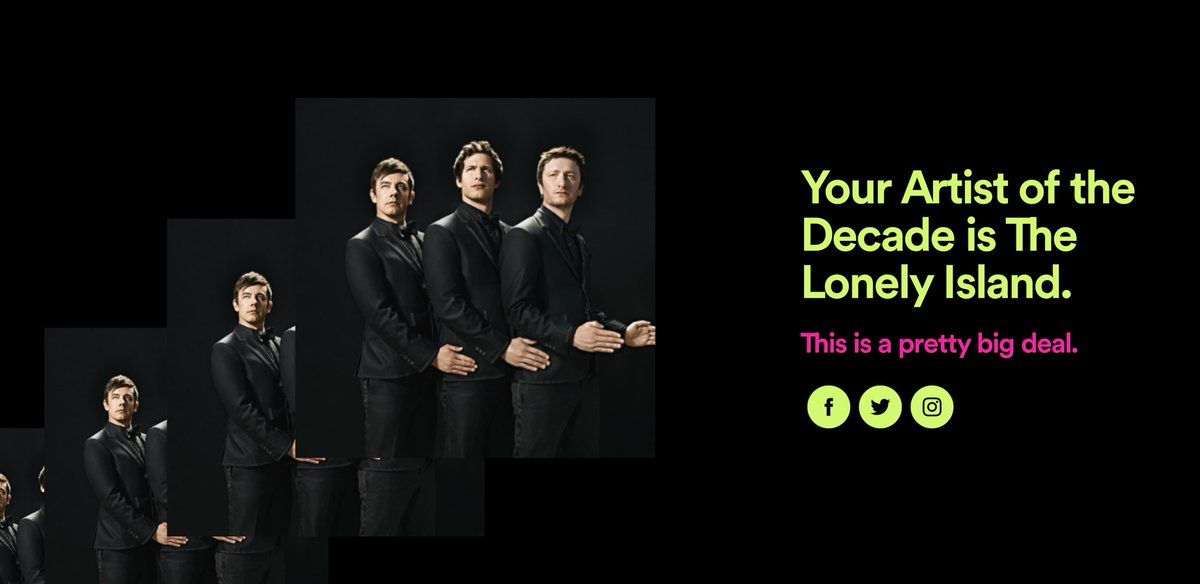 Your Artist of the
Decade is The
Lonely Island.
This is a pretty big deal.